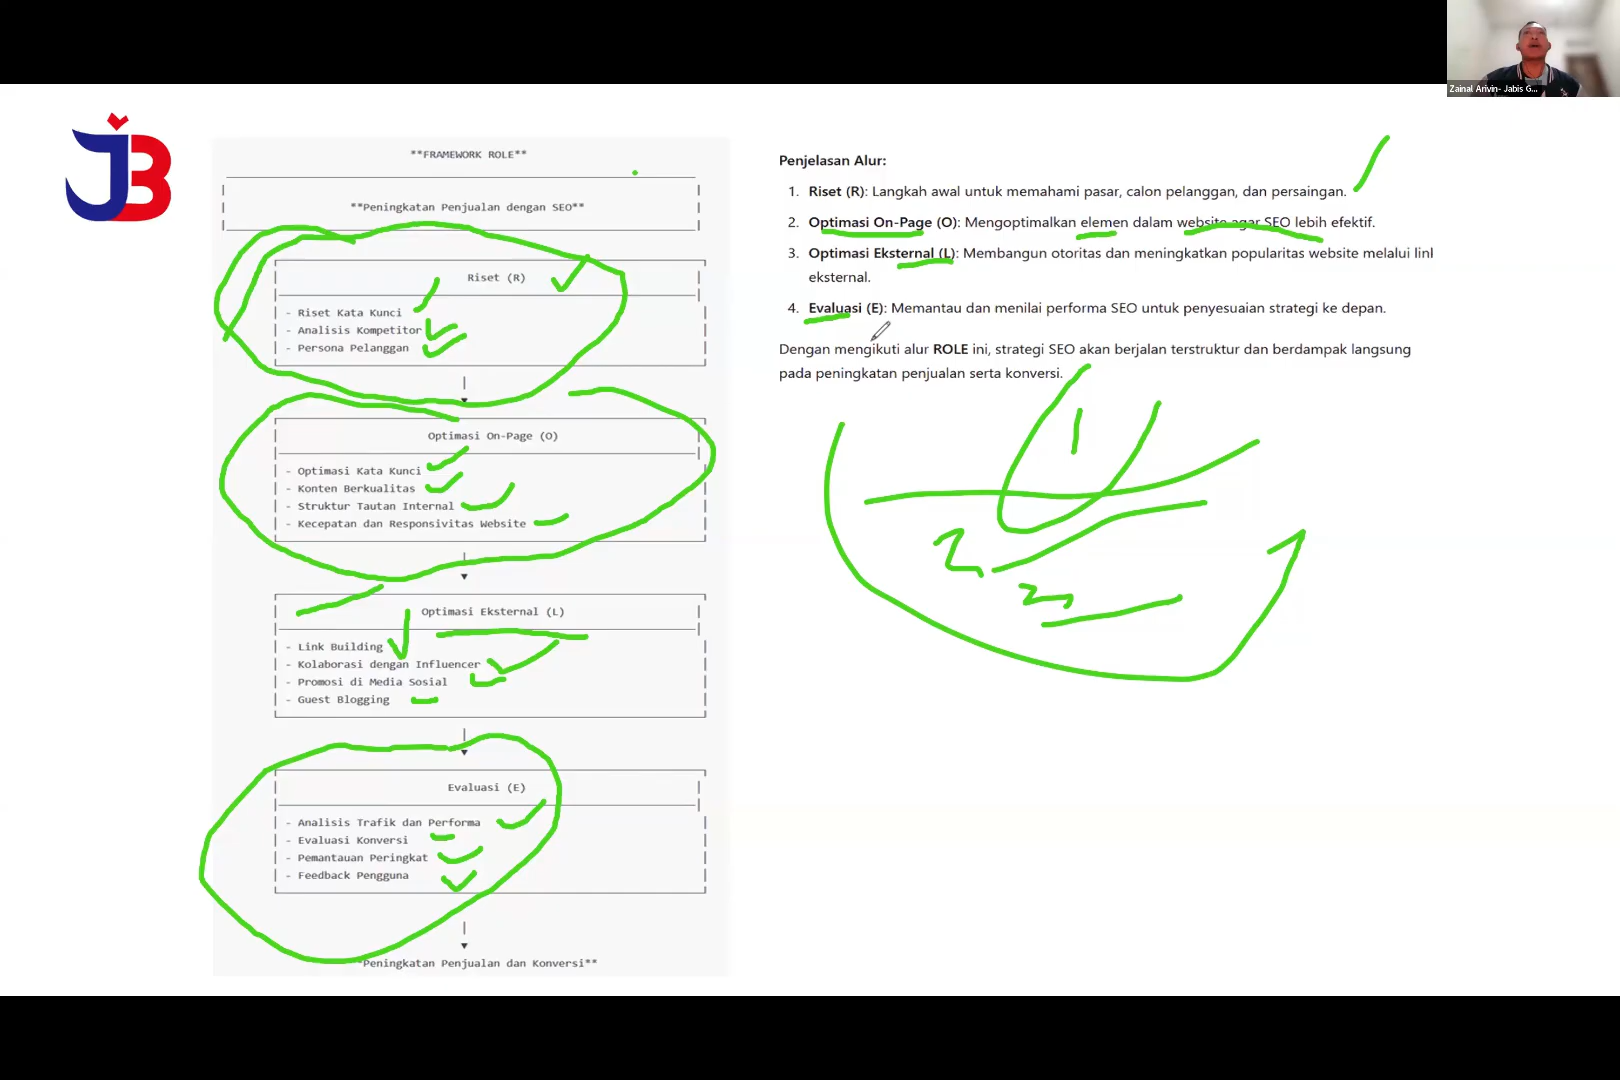 Zainal Arivin- Jabis G...
JB
**FRAMEWORK ROLE**
**Peningkatan Penjualan dengan SEO**
Riset (R)
- Riset Kata Kunci
- Analisis Kompetitor
- Persona Pelanggan
Optimasi On-Page (O)
- Optimasi Kata Kunci
- Konten Berkualitas
- Struktur Tautan Internal
- Kecepatan dan Responsivitas Website
Optimasi Eksternal (L)
- Link Building
- Kolaborasi dengan Influencer
- Promosi di Media Sosial
- Guest Blogging
Evaluasi (E)
- Analisis Trafik dan Performa
- Evaluasi Konversi
- Pemantauan Peringkat
- Feedback Pengguna
*Peningkatan Penjualan dan Konversi**
Penjelasan Alur:
1. Riset (R): Langkah awal untuk memahami pasar, calon pelanggan, dan persaingan.
2. Optimasi On-Page (O): Mengoptimalkan elemen dalam website agar SEO lebih efektif.
3. Optimasi Eksternal (L): Membangun otoritas dan meningkatkan popularitas website melalui linl
eksternal.
4. Evaluasi (E): Memantau dan menilai performa SEO untuk penyesuaian strategi ke depan.
Dengan mengikuti alur ROLE ini, strategi SEO akan berjalan terstruktur dan berdampak langsung
pada peningkatan penjualan serta konversi.
1
2